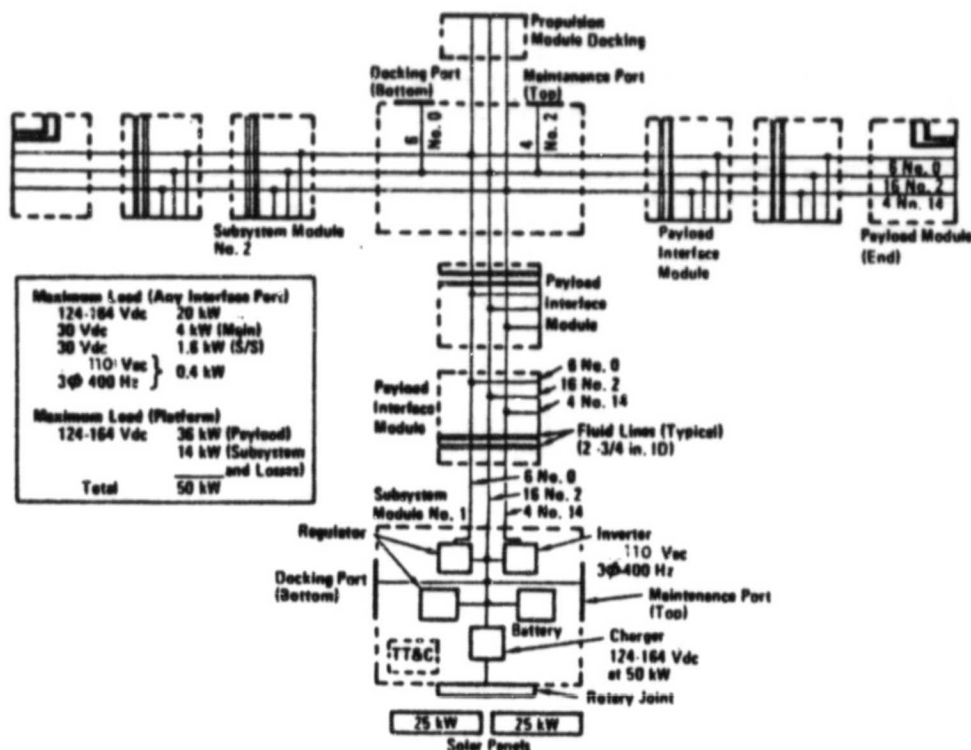 Propulsion
Module Docking
Docking Port
(Bottom)
Maintenance Port
(Top)
6
No. 0
4
No. 2
6 No. 0
16 No. 2
4 Nn. 14
Subsystem Module
No. 2
Payload
Interface
Module
Payload Module
(End)
Payload
Interface
Module
Maximum Load (Any Interface Port)
124-164 Vdc 20 kW
30 Vdc 4 kW (Main)
30 Vdc 1.6 kW (S/S)
110 Vac
3ϕ 400 Hz } 0.4 kW
Maximum Load (Platform)
124-164 Vdc 36 kW (Payload)
14 kW (Subsystem
and Losses)
Total 50 kW
Payload
Interface
Module
6 No. 0
16 No. 2
4 No. 14
Fluid Lines (Typical)
(2 -3/4 in. ID)
6 No. 0
16 No. 2
4 No. 14
Subsystem
Module No. 1
Regulator
Inverter
110 Vac
3ϕ 400 Hz
Docking Port
(Bottom)
Maintenance Port
(Top)
Battery
Charger
124-164 Vdc
at 50 kW
TT&C
Rotary Joint
25 kW
25 kW
Solar Panels